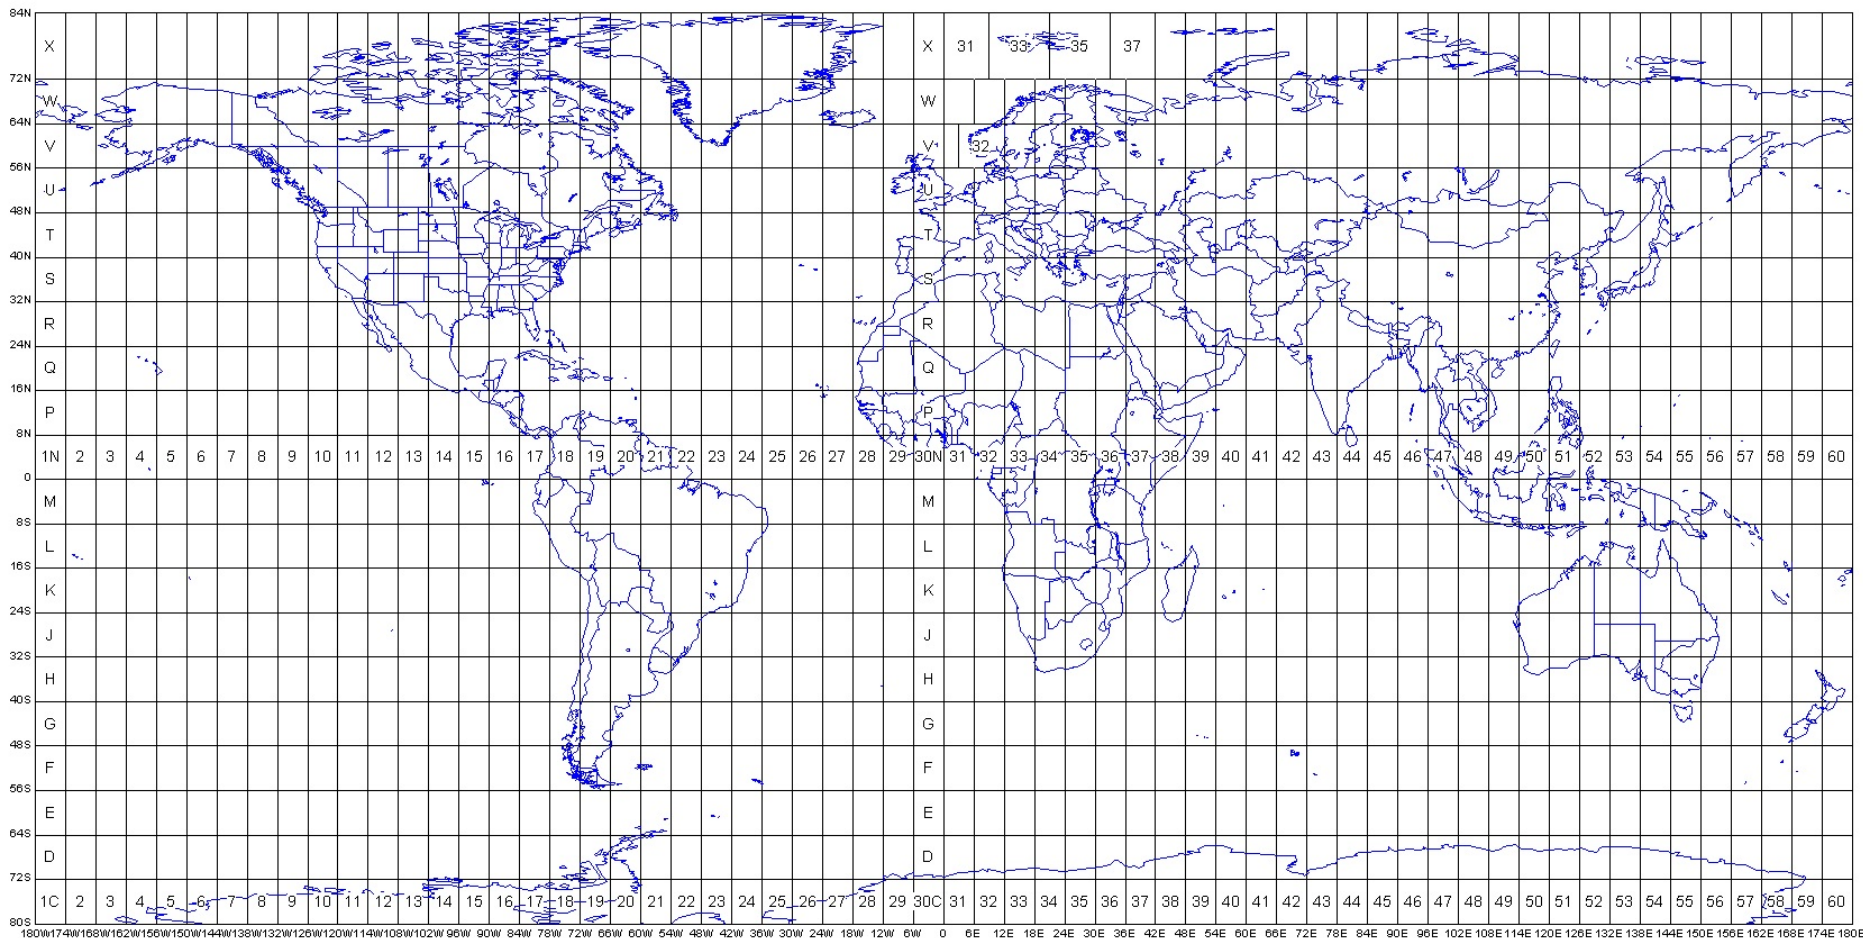 84N
X X 31 33 35 37
72N
W W
64N
V V 32
56N
U U
48N
T T
40N
S S
32N
R R
24N
Q Q
16N
P P
8N
1N 2 3 4 5 6 7 8 9 10 11 12 13 14 15 16 17 18 19 20 21 22 23 24 25 26 27 28 29 30N 31 32 33 34 35 36 37 38 39 40 41 42 43 44 45 46 47 48 49 50 51 52 53 54 55 56 57 58 59 60
0
M M
8S
L L
16S
K K
24S
J J
32S
H H
40S
G G
48S
F F
56S
E E
64S
D D
72S
1C 2 3 4 5 6 7 8 9 10 11 12 13 14 15 16 17 18 19 20 21 22 23 24 25 26 27 28 29 30C 31 32 33 34 35 36 37 38 39 40 41 42 43 44 45 46 47 48 49 50 51 52 53 54 55 56 57 58 59 60
80S
180W 174W 168W 162W 156W 150W 144W 138W 132W 126W 120W 114W 108W 102W 96W 90W 84W 78W 72W 66W 60W 54W 48W 42W 36W 30W 24W 18W 12W 6W 0 6E 12E 18E 24E 30E 36E 42E 48E 54E 60E 66E 72E 78E 84E 90E 96E 102E 108E 114E 120E 126E 132E 138E 144E 150E 156E 162E 168E 174E 180E